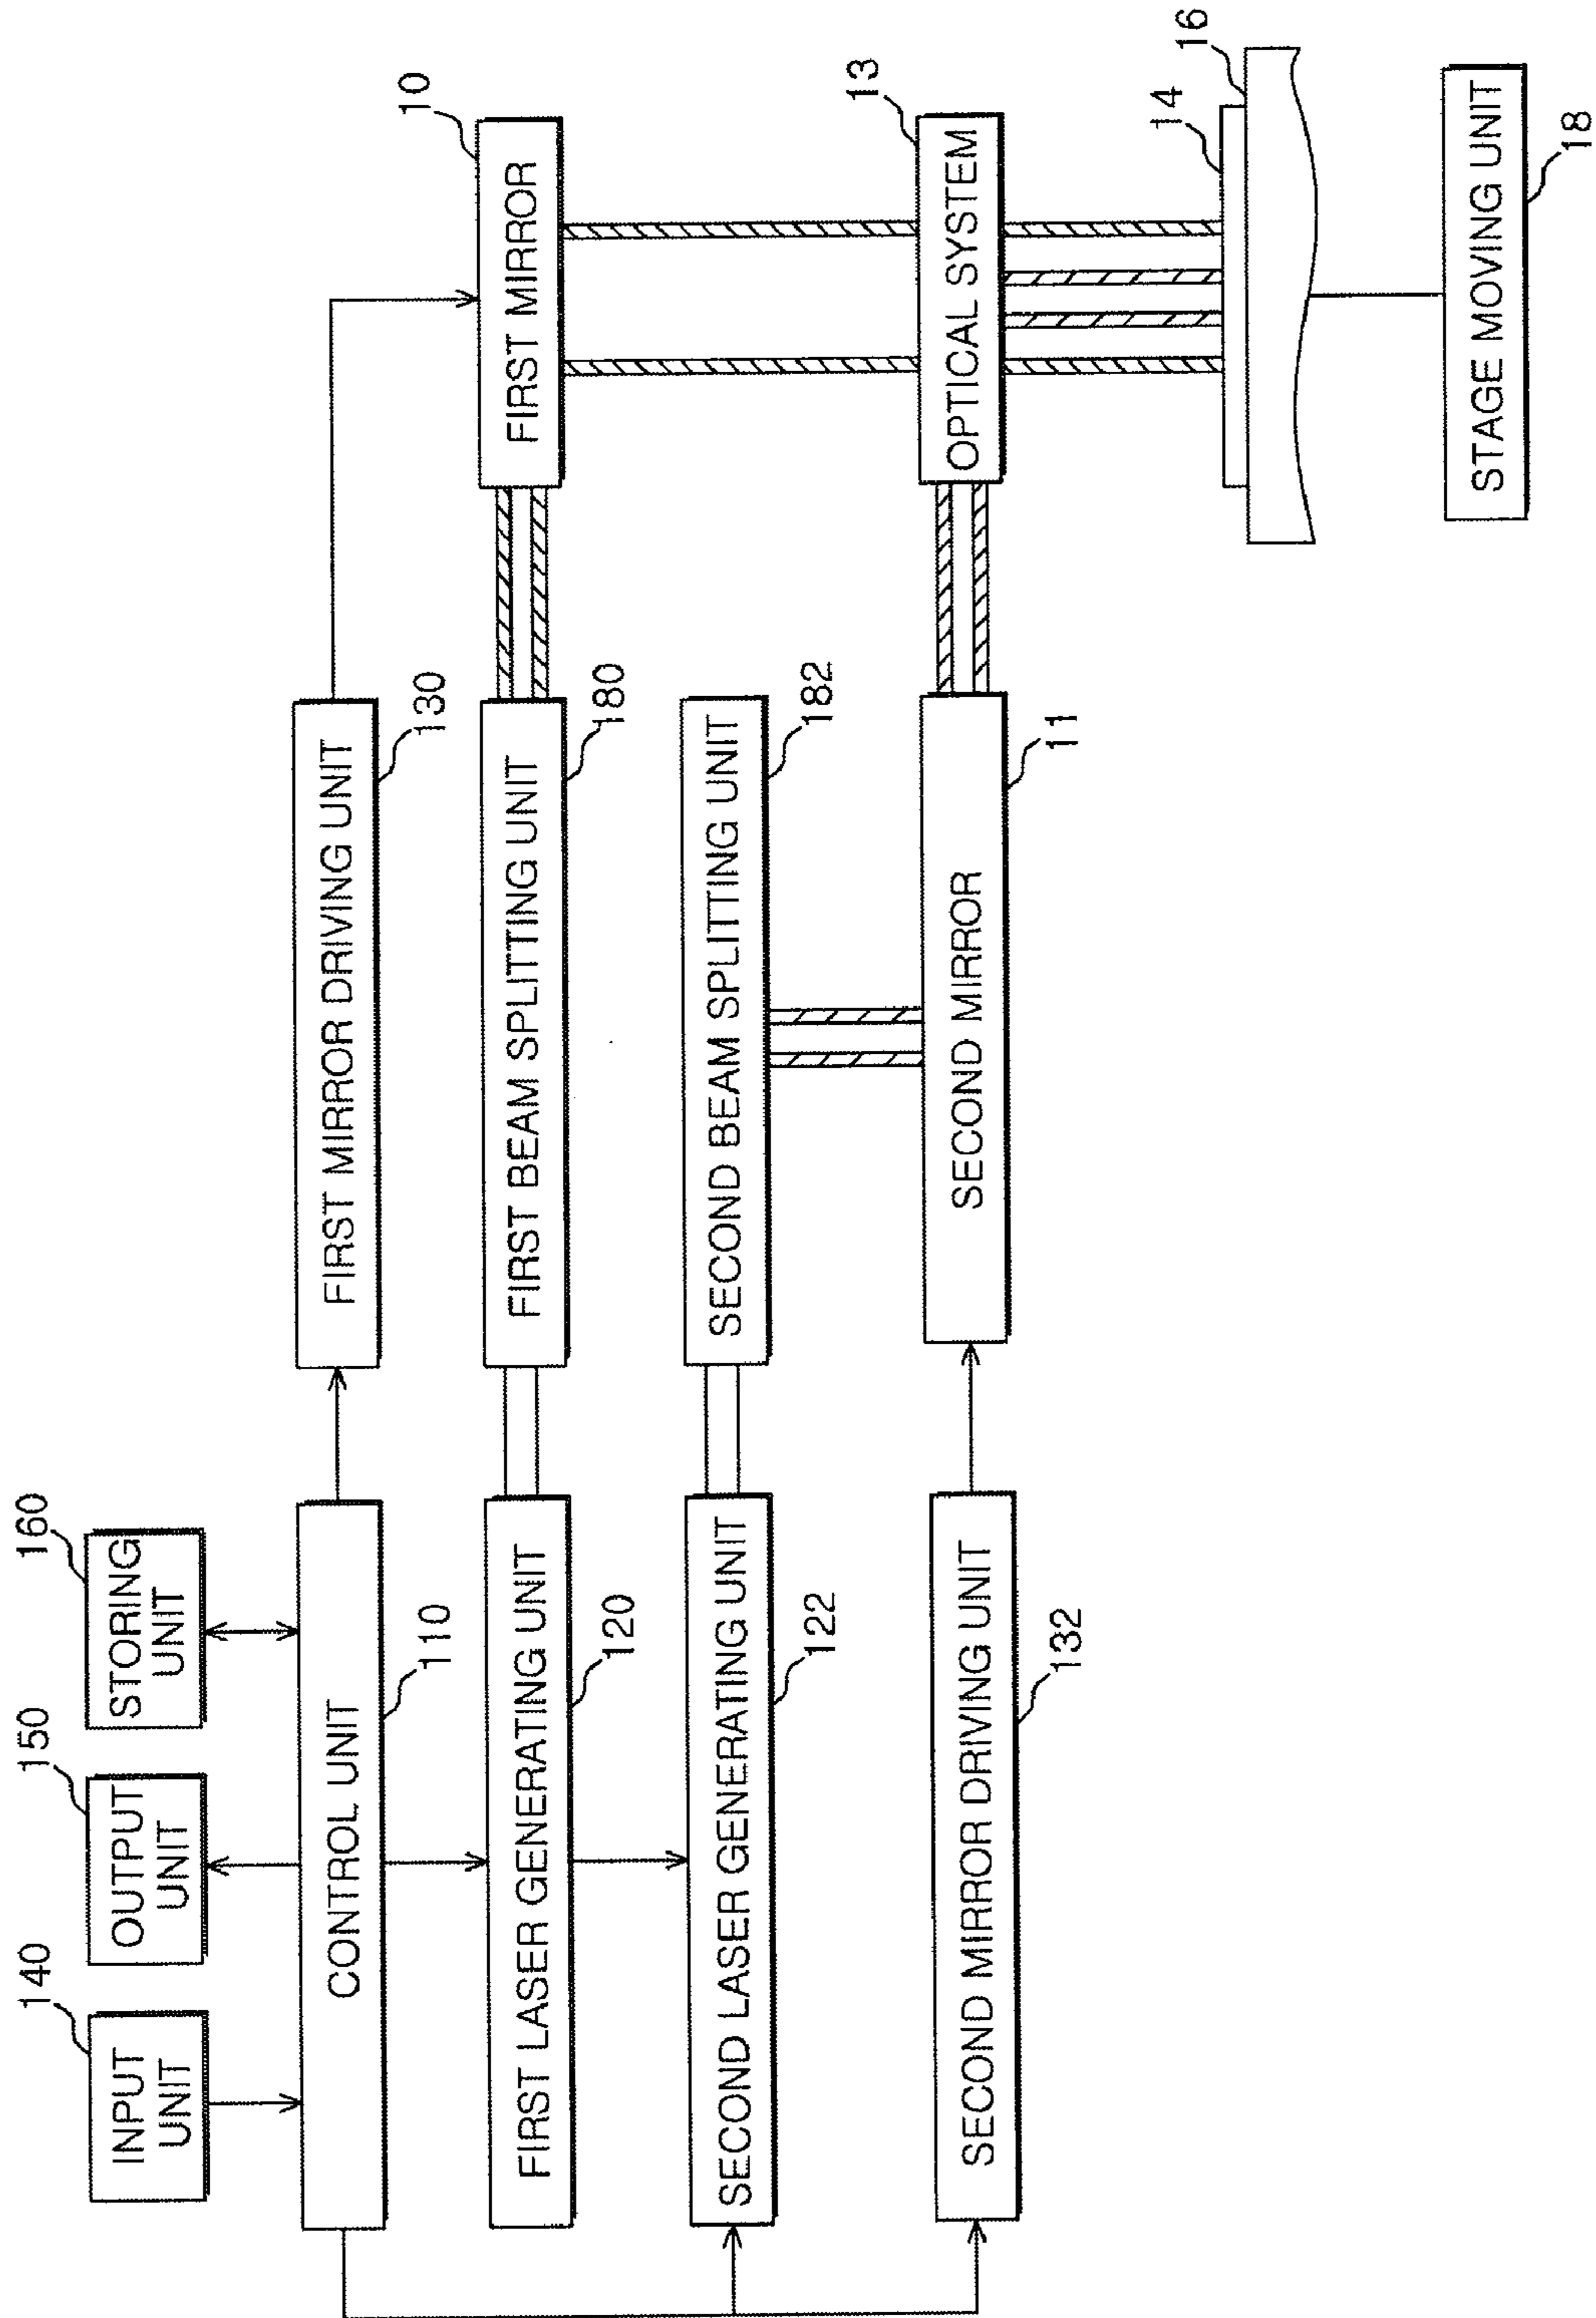 140
INPUT
UNIT
150
OUTPUT
UNIT
160
STORING
UNIT
CONTROL UNIT
110
FIRST MIRROR DRIVING UNIT
130
FIRST LASER GENERATING UNIT
120
FIRST BEAM SPLITTING UNIT
180
FIRST MIRROR
10
SECOND LASER GENERATING UNIT
122
SECOND BEAM SPLITTING UNIT
182
SECOND MIRROR DRIVING UNIT
132
SECOND MIRROR
11
OPTICAL SYSTEM
13
14
16
STAGE MOVING UNIT
18